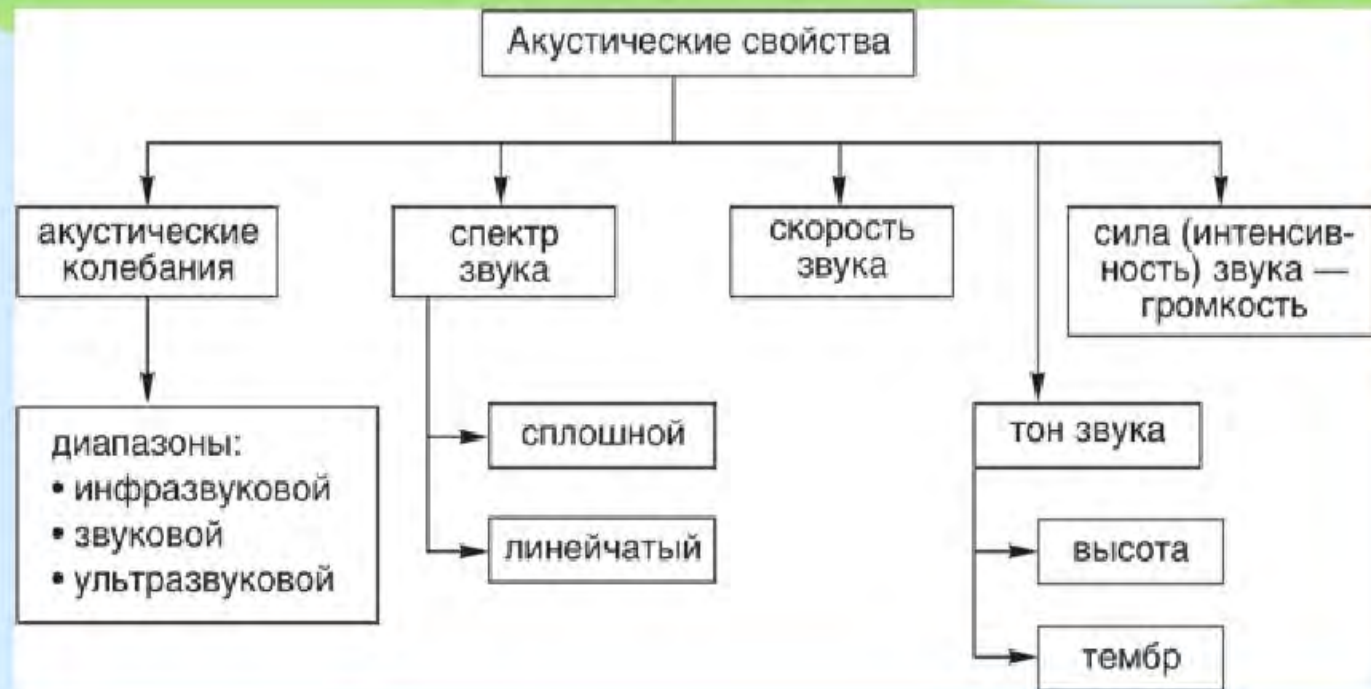 Акустические свойства
акустические
колебания
спектр
звука
скорость
звука
сила (интенсив-
ность) звука —
громкость
диапазоны:
• инфразвуковой
• звуковой
• ультразвуковой
сплошной
линейчатый
тон звука
высота
тембр